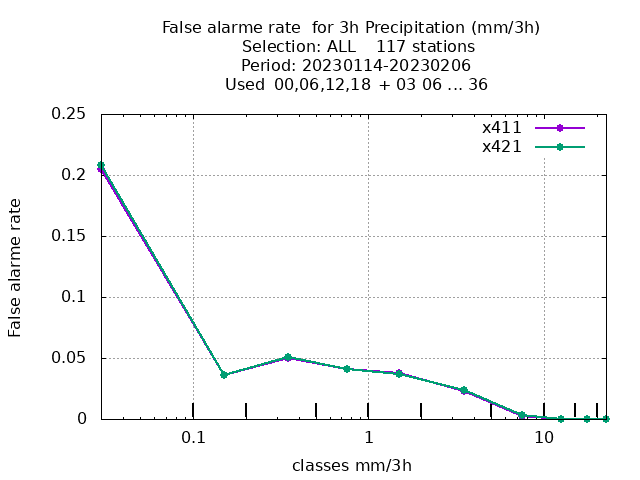 False alarme rate  for 3h Precipitation (mm/3h)
Selection: ALL    117 stations
Period: 20230114-20230206
Used  00,06,12,18  + 03 06 ... 36
x411
x421
0.25
0.2
0.15
0.1
0.05
0
False alarme rate
0.1 1 10
classes mm/3h